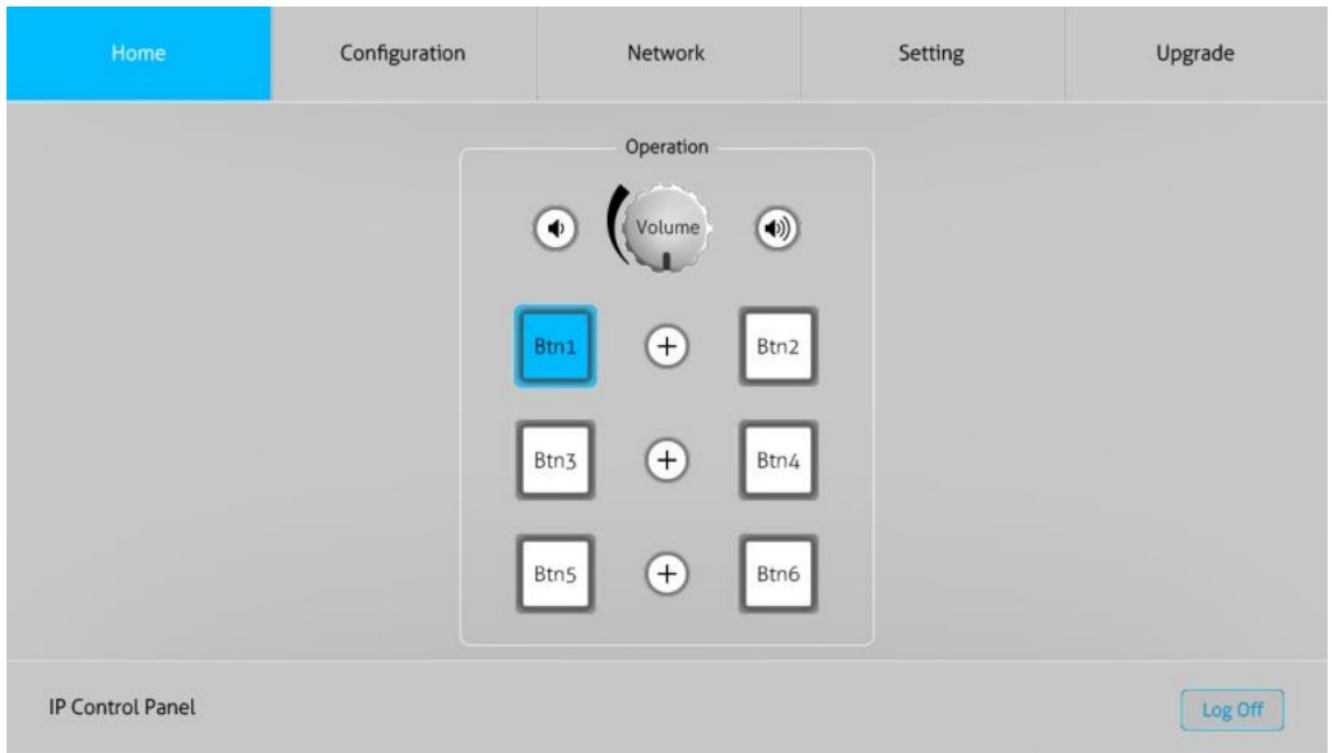 Home Configuration Network Setting Upgrade
Operation
Volume
Btn1 + Btn2
Btn3 + Btn4
Btn5 + Btn6
IP Control Panel Log Off